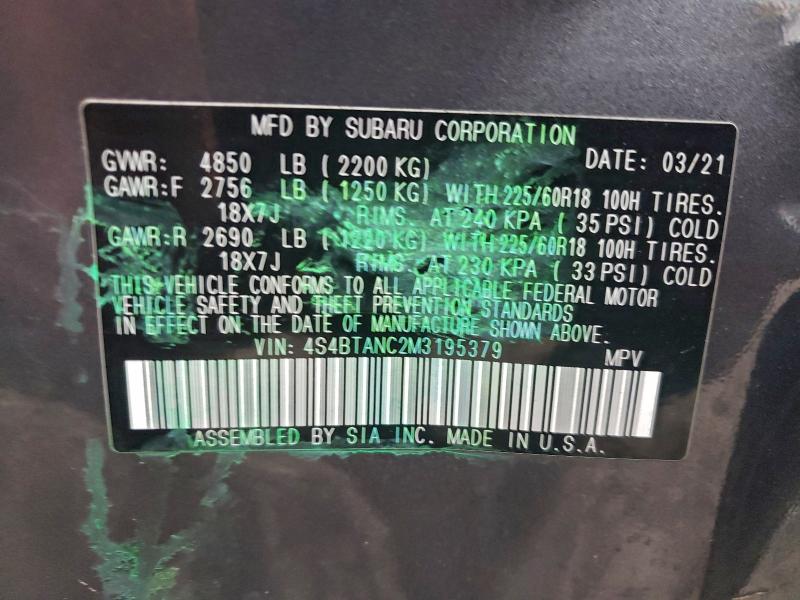 MFD BY SUBARU CORPORATION
GVWR: 4850 LB ( 2200 KG) DATE: 03/21
GAWR:F 2756 LB ( 1250 KG) WITH 225/60R18 100H TIRES.
18X7J RIMS. AT 240 KPA ( 35 PSI) COLD
GAWR:R 2690 LB ( 1220 KG) WITH 225/60R18 100H TIRES.
18X7J RIMS. AT 230 KPA ( 33 PSI) COLD
THIS VEHICLE CONFORMS TO ALL APPLICABLE FEDERAL MOTOR
VEHICLE SAFETY AND THEFT PREVENTION STANDARDS
IN EFFECT ON THE DATE OF MANUFACTURE SHOWN ABOVE.
VIN: 4S4BTANC2M3195379 MPV
ASSEMBLED BY SIA INC. MADE IN U.S.A.